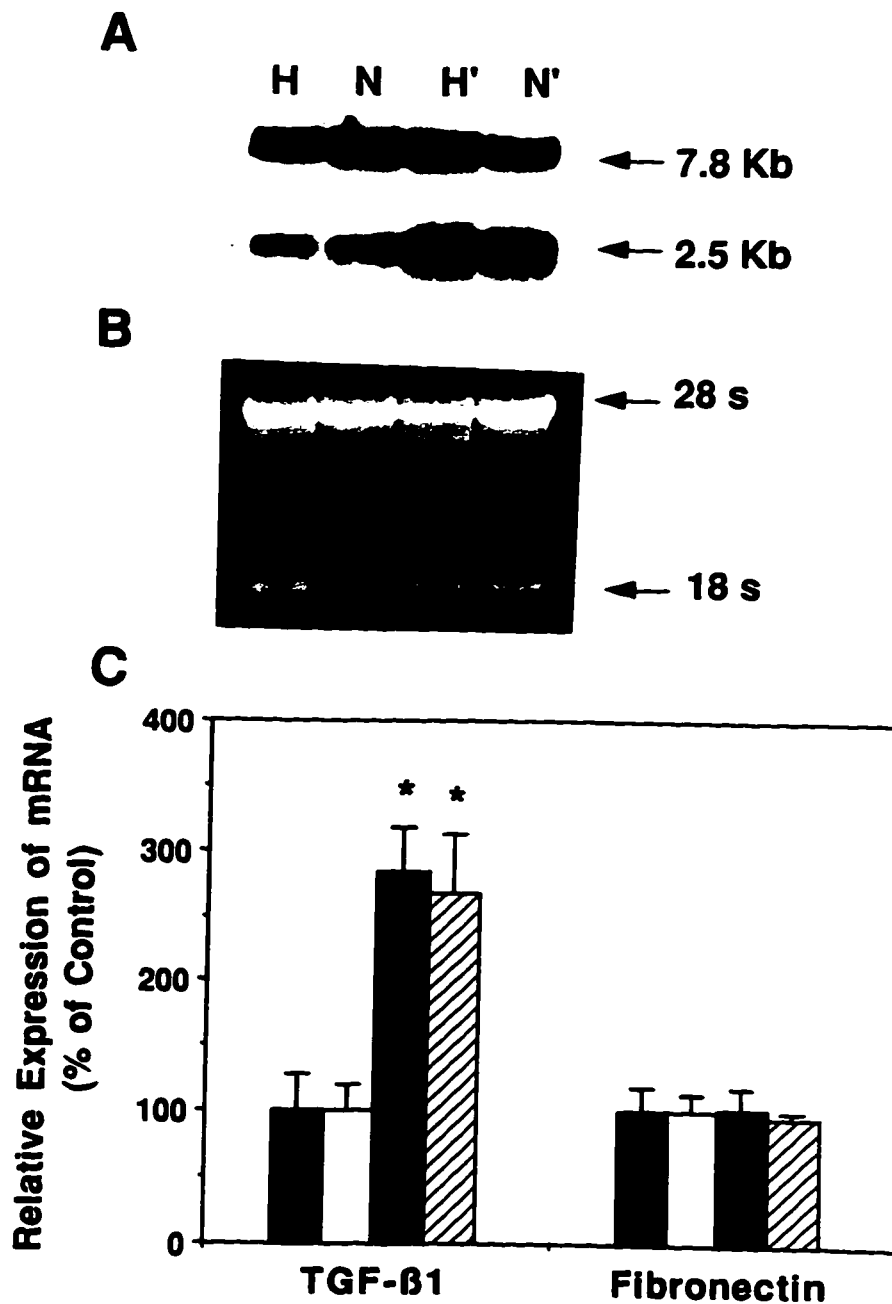 A
H N H' N'
7.8 Kb
2.5 Kb
B
28 s
18 s
C
Relative Expression of mRNA
(% of Control)
400
300
200
100
0
* *
TGF-ß1 Fibronectin